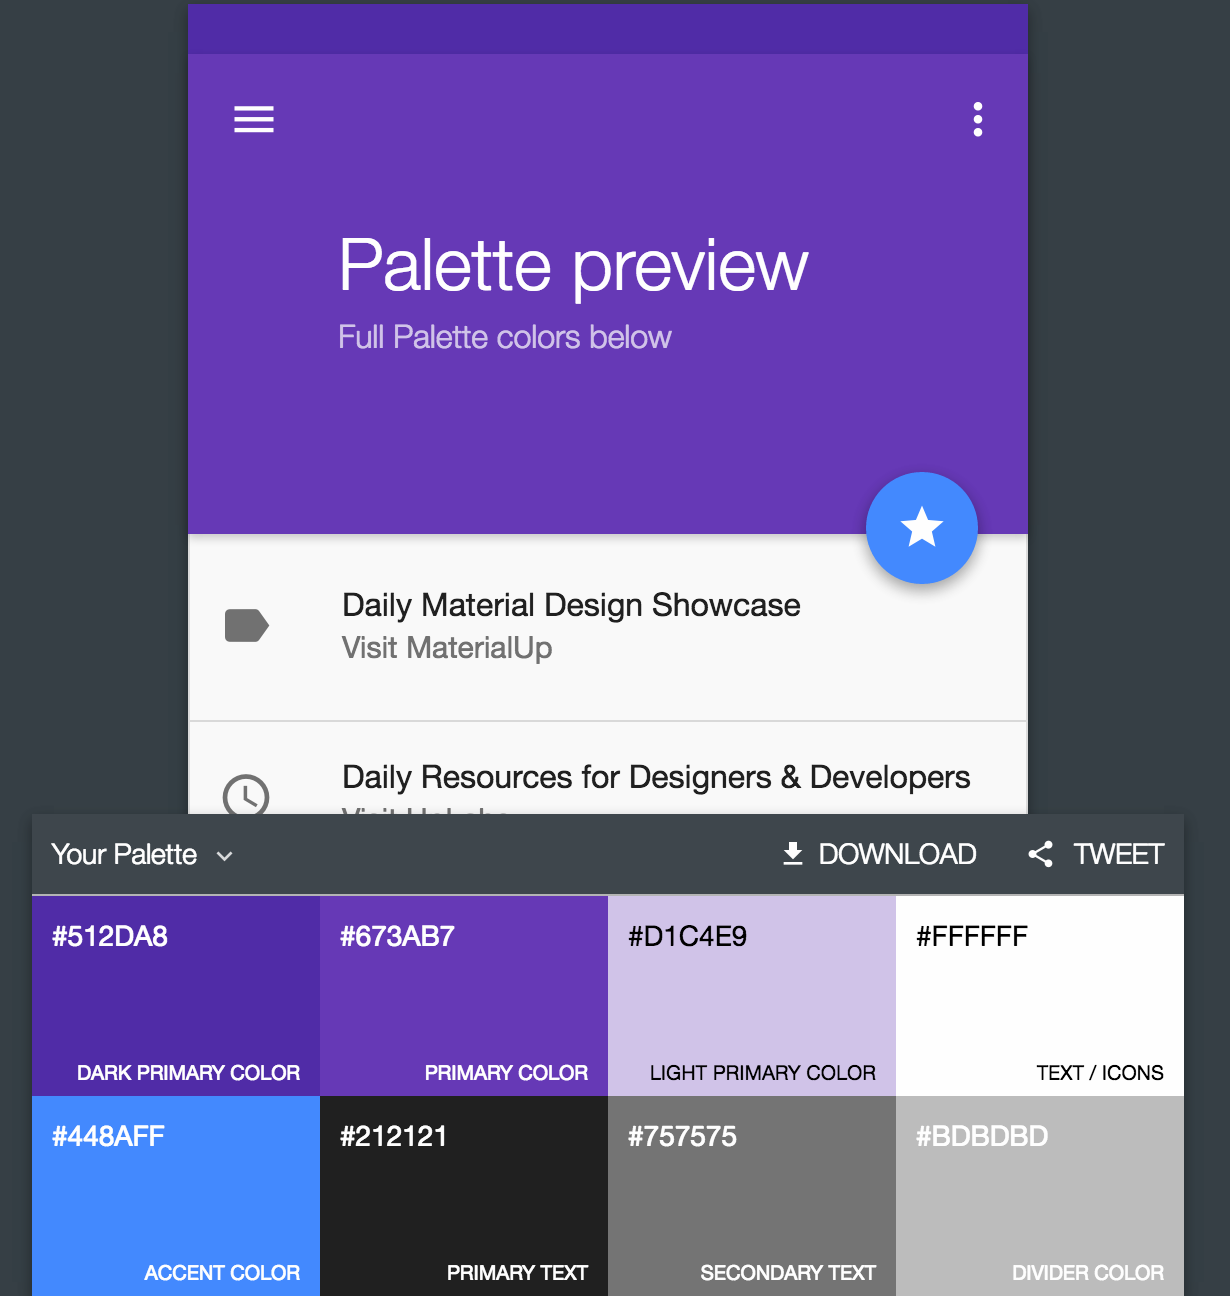 Palette preview
Full Palette colors below
Daily Material Design Showcase
Visit MaterialUp
Daily Resources for Designers & Developers
Your Palette
DOWNLOAD
TWEET
#512DA8
#673AB7
#D1C4E9
#FFFFFF
DARK PRIMARY COLOR
PRIMARY COLOR
LIGHT PRIMARY COLOR
TEXT / ICONS
#448AFF
#212121
#757575
#BDBDBD
ACCENT COLOR
PRIMARY TEXT
SECONDARY TEXT
DIVIDER COLOR